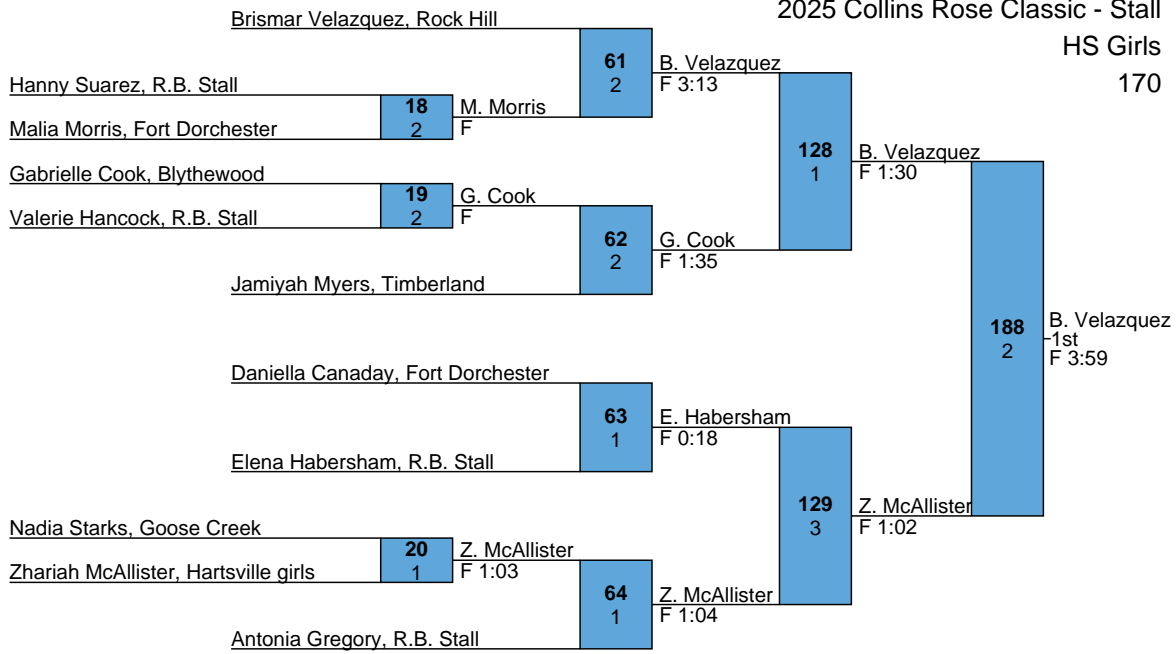 2025 Collins Rose Classic - Stall
HS Girls
170
Brismar Velazquez, Rock Hill
61
2
B. Velazquez
F 3:13
Hanny Suarez, R.B. Stall
18
2
M. Morris
F
Malia Morris, Fort Dorchester
128
1
B. Velazquez
F 1:30
Gabrielle Cook, Blythewood
19
2
G. Cook
F
Valerie Hancock, R.B. Stall
62
2
G. Cook
F 1:35
Jamiyah Myers, Timberland
188
2
B. Velazquez
1st
F 3:59
Daniella Canaday, Fort Dorchester
63
1
E. Habersham
F 0:18
Elena Habersham, R.B. Stall
129
3
Z. McAllister
F 1:02
Nadia Starks, Goose Creek
20
1
Z. McAllister
F 1:03
Zhariah McAllister, Hartsville girls
64
1
Z. McAllister
F 1:04
Antonia Gregory, R.B. Stall